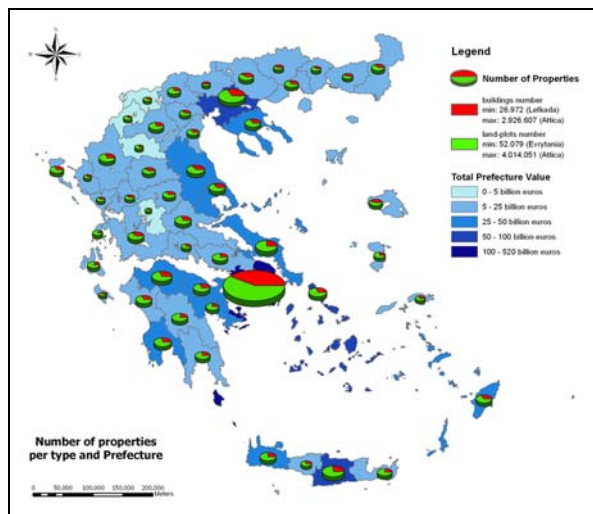 Legend
Number of Properties
buildings number
min: 26.972 (Lefkada)
max: 2.926.607 (Attica)
land-plots number
min: 52.079 (Evrytania)
max: 4.014.051 (Attica)
Total Prefecture Value
0 - 5 billion euros
5 - 25 billion euros
25 - 50 billion euros
50 - 100 billion euros
100 - 520 billion euros
Number of properties
per type and Prefecture
0 50.000 100.000 150.000 200.000
Meters